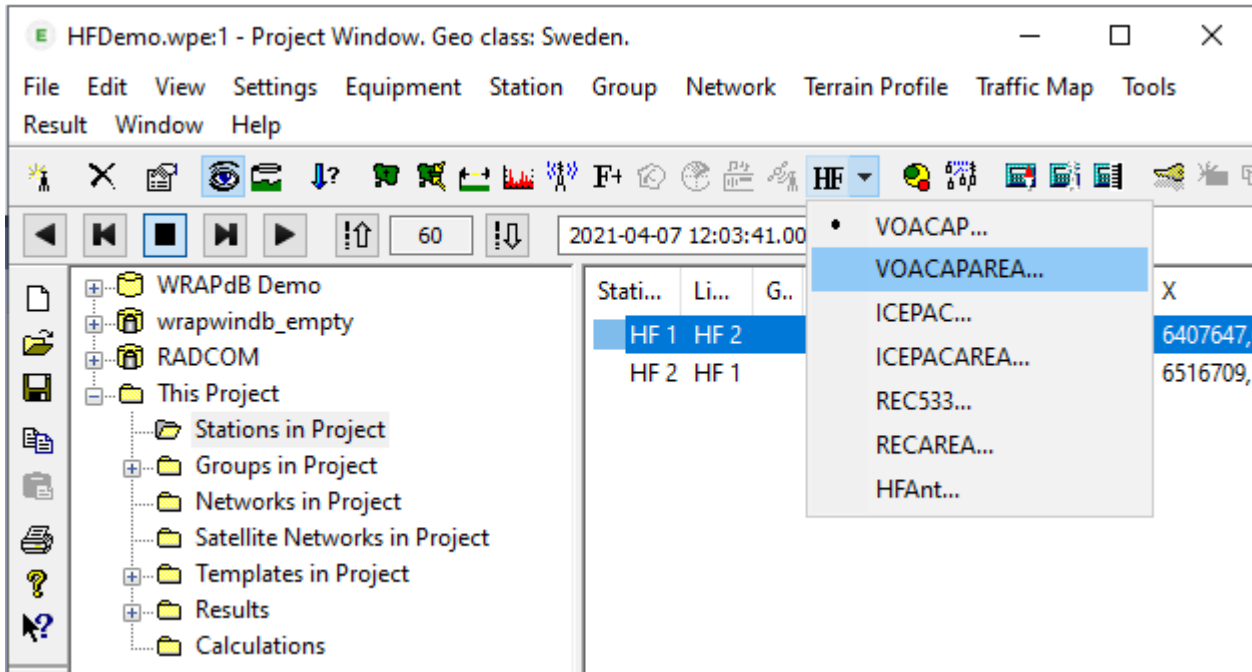 E HFDemo.wpe:1 - Project Window. Geo class: Sweden.
File Edit View Settings Equipment Station Group Network Terrain Profile Traffic Map Tools
Result Window Help
F+ HF
60 2021-04-07 12:03:41.00
VOACAP...
VOACAPAREA...
ICEPAC...
ICEPACAREA...
REC533...
RECAREA...
HFAnt...
WRAPdB Demo
wrapwindb_empty
RADCOM
This Project
Stations in Project
Groups in Project
Networks in Project
Satellite Networks in Project
Templates in Project
Results
Calculations
Stati... Li... G.. X
HF 1 HF 2 6407647,
HF 2 HF 1 6516709,